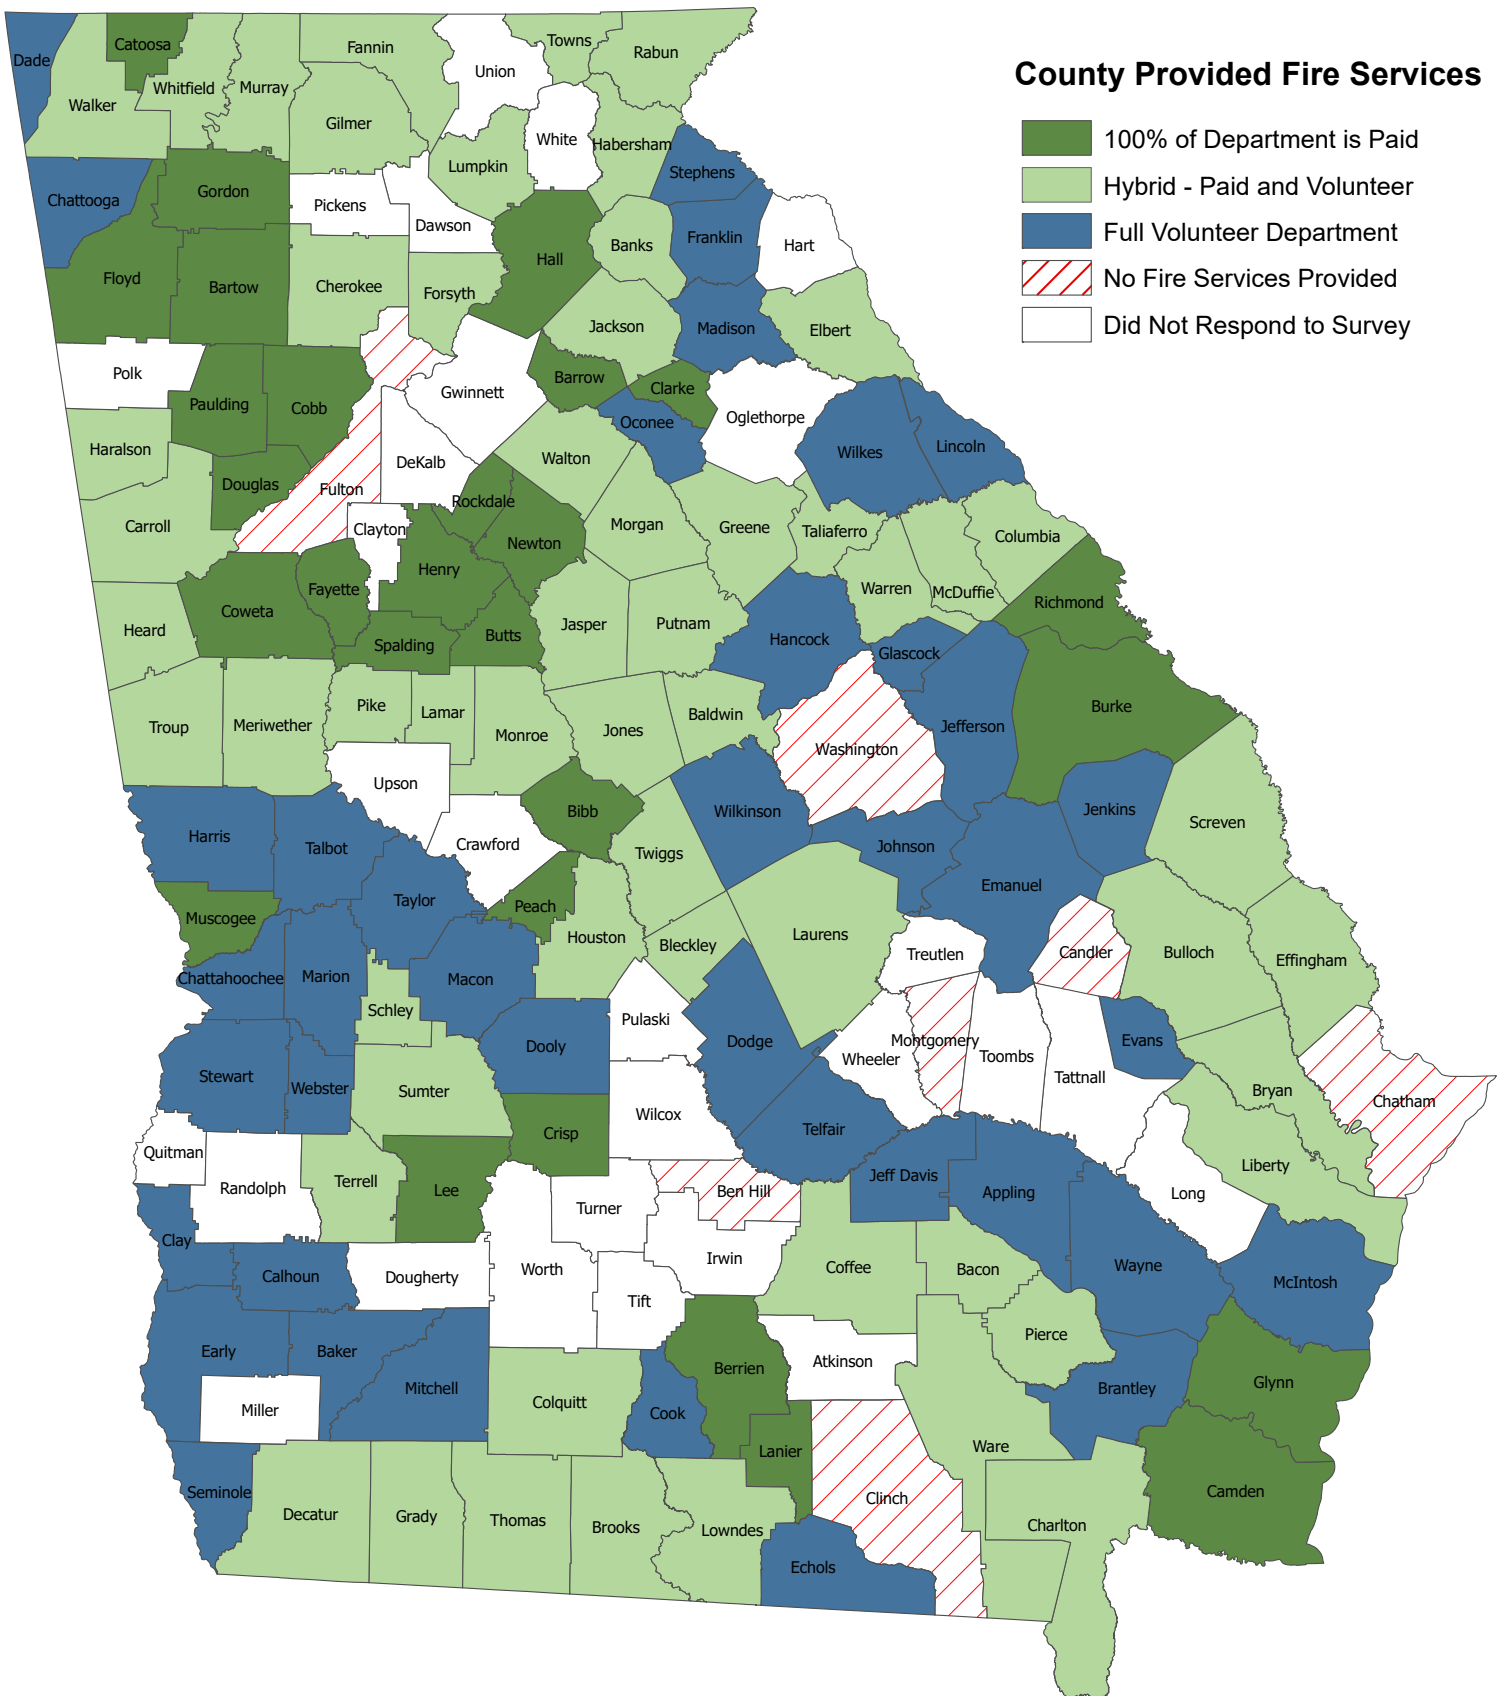 County Provided Fire Services
100% of Department is Paid
Hybrid - Paid and Volunteer
Full Volunteer Department
No Fire Services Provided
Did Not Respond to Survey
Dade
Catoosa
Walker
Whitfield
Murray
Fannin
Gilmer
Union
Towns
Rabun
White
Habersham
Lumpkin
Stephens
Chattooga
Gordon
Pickens
Dawson
Hall
Banks
Franklin
Hart
Floyd
Bartow
Cherokee
Forsyth
Jackson
Madison
Elbert
Polk
Paulding
Cobb
Gwinnett
Barrow
Clarke
Oconee
Oglethorpe
Wilkes
Lincoln
Haralson
Douglas
Fulton
DeKalb
Walton
Rockdale
Carroll
Clayton
Newton
Morgan
Greene
Taliaferro
Columbia
Henry
Fayette
Coweta
Heard
Spalding
Butts
Jasper
Putnam
Hancock
Warren
McDuffie
Richmond
Glascock
Troup
Meriwether
Pike
Lamar
Monroe
Jones
Baldwin
Washington
Jefferson
Burke
Upson
Crawford
Bibb
Wilkinson
Jenkins
Screven
Harris
Talbot
Taylor
Peach
Twiggs
Johnson
Emanuel
Muscogee
Chattahoochee
Marion
Macon
Houston
Bleckley
Laurens
Treutlen
Candler
Bulloch
Effingham
Schley
Dooly
Pulaski
Dodge
Wheeler
Montgomery
Toombs
Tattnall
Evans
Stewart
Webster
Sumter
Wilcox
Telfair
Bryan
Chatham
Quitman
Randolph
Terrell
Lee
Crisp
Turner
Ben Hill
Jeff Davis
Appling
Long
Liberty
Clay
Calhoun
Dougherty
Worth
Irwin
Tift
Coffee
Bacon
Wayne
McIntosh
Early
Baker
Mitchell
Miller
Colquitt
Cook
Berrien
Atkinson
Pierce
Brantley
Glynn
Lanier
Ware
Clinch
Camden
Seminole
Decatur
Grady
Thomas
Brooks
Lowndes
Echols
Charlton